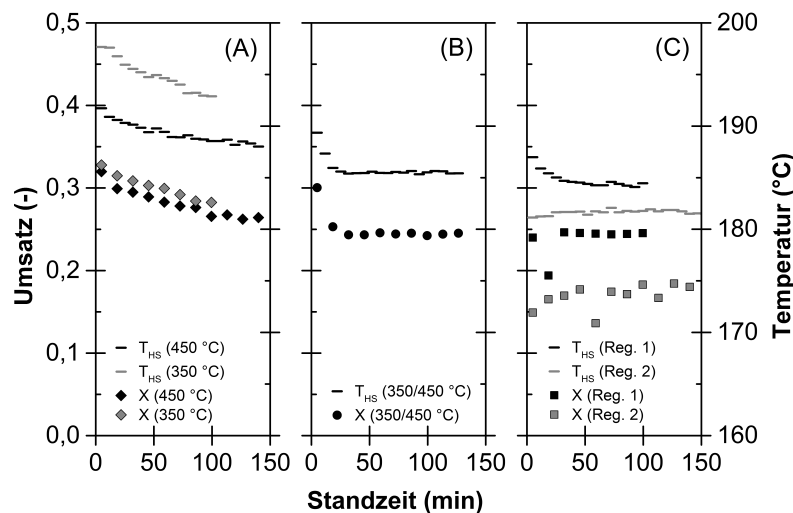 0,5
0,4
0,3
0,2
0,1
0,0
Umsatz (-)
(A)
T_HS (450 °C)
T_HS (350 °C)
X (450 °C)
X (350 °C)
0 50 100 150
(B)
T_HS (350/450 °C)
X (350/450 °C)
0 50 100 150
(C)
T_HS (Reg. 1)
T_HS (Reg. 2)
X (Reg. 1)
X (Reg. 2)
0 50 100 150
200
190
180
170
160
Temperatur (°C)
Standzeit (min)